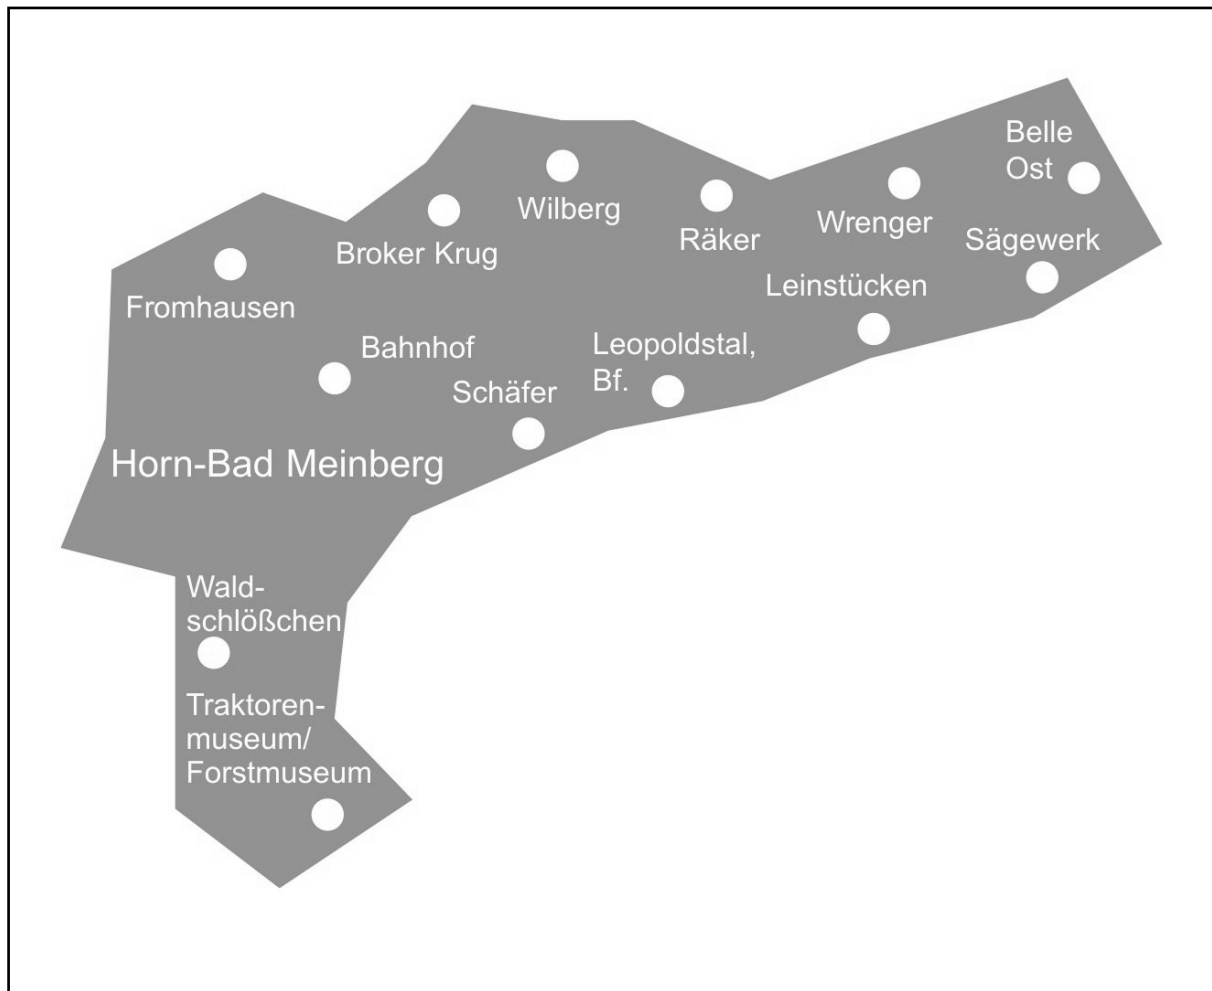 Belle
Ost
Wilberg
Räker
Wrenger
Sägewerk
Broker Krug
Leinstücken
Fromhausen
Bahnhof
Leopoldstal,
Bf.
Schäfer
Horn-Bad Meinberg
Wald-
schlößchen
Traktoren-
museum/
Forstmuseum